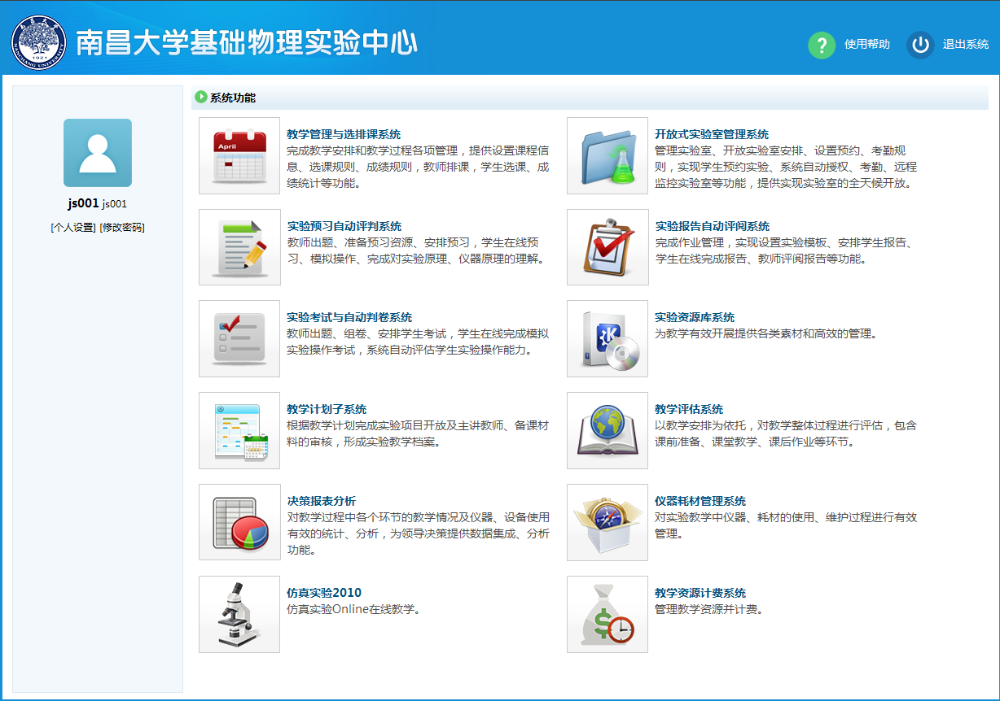 南昌大学基础物理实验中心
南昌大学
NANCHANG UNIVERSITY
1921
? 使用帮助
退出系统
js001 js001
[个人设置] [修改密码]
系统功能
April
教学管理与选排课系统
完成教学安排和教学过程各项管理，提供设置课程信
息、选课规则、成绩规则，教师排课，学生选课、成
绩统计等功能。
开放式实验室管理系统
管理实验室、开放实验室安排、设置预约、考勤规
则，实现学生预约实验、系统自动授权、考勤、远程
监控实验室等功能，提供实现实验室的全天候开放。
实验预习自动评判系统
教师出题、准备预习资源、安排预习，学生在线预
习、模拟操作、完成对实验原理、仪器原理的理解。
实验报告自动评阅系统
完成作业管理，实现设置实验模板、安排学生报告、
学生在线完成报告、教师评阅报告等功能。
实验考试与自动判卷系统
教师出题、组卷、安排学生考试，学生在线完成模拟
实验操作考试，系统自动评估学生实验操作能力。
实验资源库系统
为教学有效开展提供各类素材和高效的管理。
K
教学计划子系统
根据教学计划完成实验项目开放及主讲教师、备课材
料的审核，形成实验教学档案。
教学评估系统
以教学安排为依托，对教学整体过程进行评估，包含
课前准备、课堂教学、课后作业等环节。
决策报表分析
对教学过程中各个环节的教学情况及仪器、设备使用
有效的统计、分析，为领导决策提供数据集成、分析
功能。
仪器耗材管理系统
对实验教学中仪器、耗材的使用、维护过程进行有效
管理。
仿真实验2010
仿真实验Online在线教学。
教学资源计费系统
管理教学资源并计费。
$